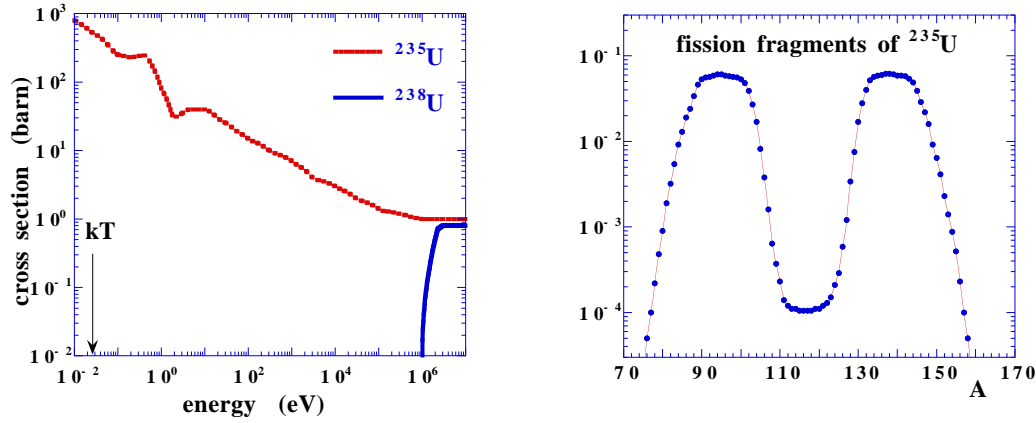 10³
10²
10¹
10⁰
10⁻¹
10⁻²
cross section (barn)
²³⁵U
²³⁸U
kT
10⁻² 10⁰ 10² 10⁴ 10⁶
energy (eV)
fission fragments of ²³⁵U
10⁻¹
10⁻²
10⁻³
10⁻⁴
70 90 110 130 150 170
A